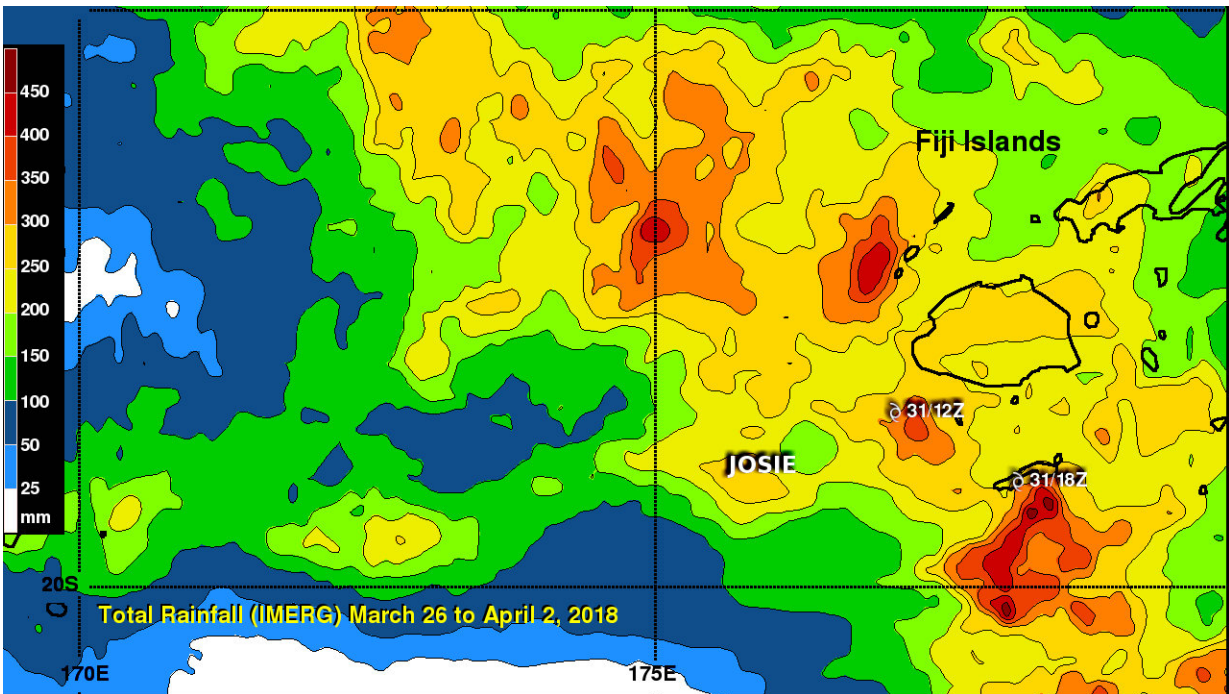 450
400
350
300
250
200
150
100
50
25
mm
Fiji Islands
31/12Z
JOSIE
31/18Z
20S
Total Rainfall (IMERG) March 26 to April 2, 2018
170E
175E